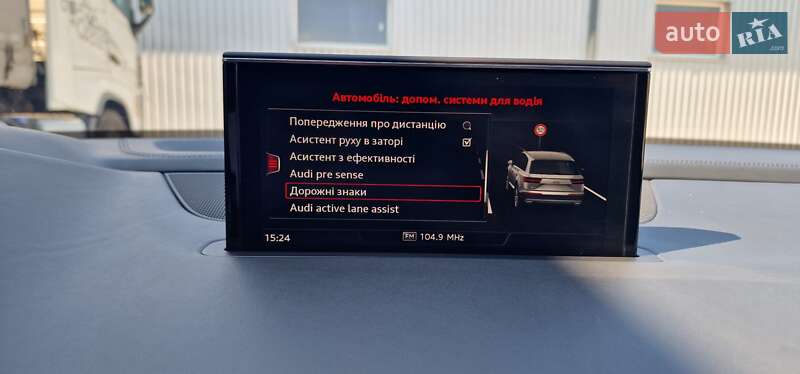 auto RIA.com
Автомобіль: допом. системи для водія
Попередження про дистанцію
Асистент руху в заторі
Асистент з ефективності
Audi pre sense
Дорожні знаки
Audi active lane assist
15:24
FM 104.9 MHz